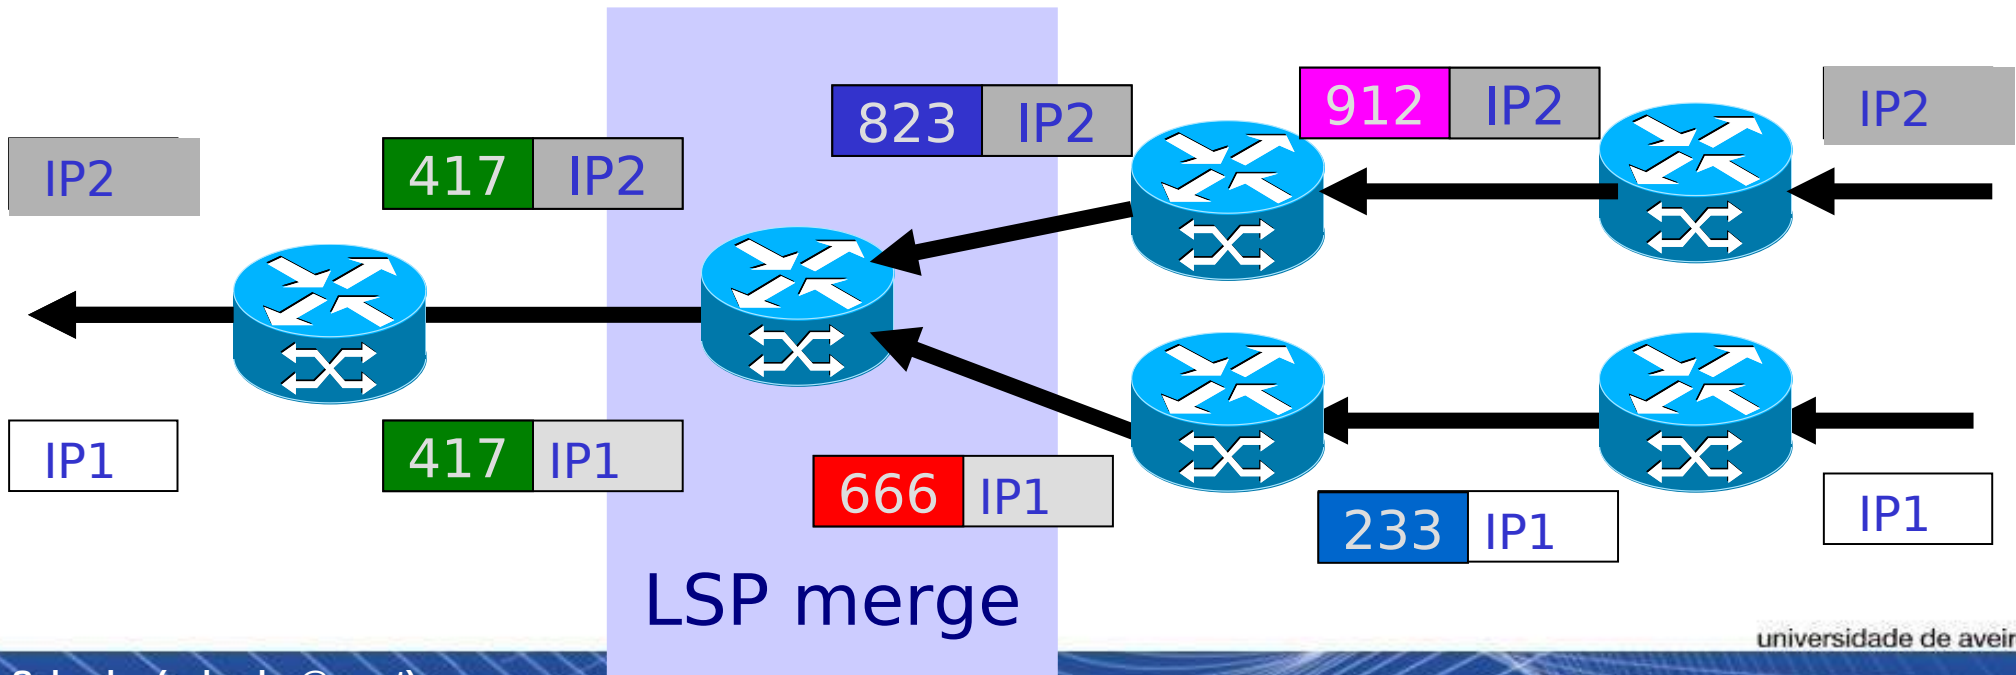 912 IP2
IP2
823 IP2
IP2
417 IP2
IP1
417 IP1
666 IP1
233 IP1
IP1
LSP merge
universidade de aveir